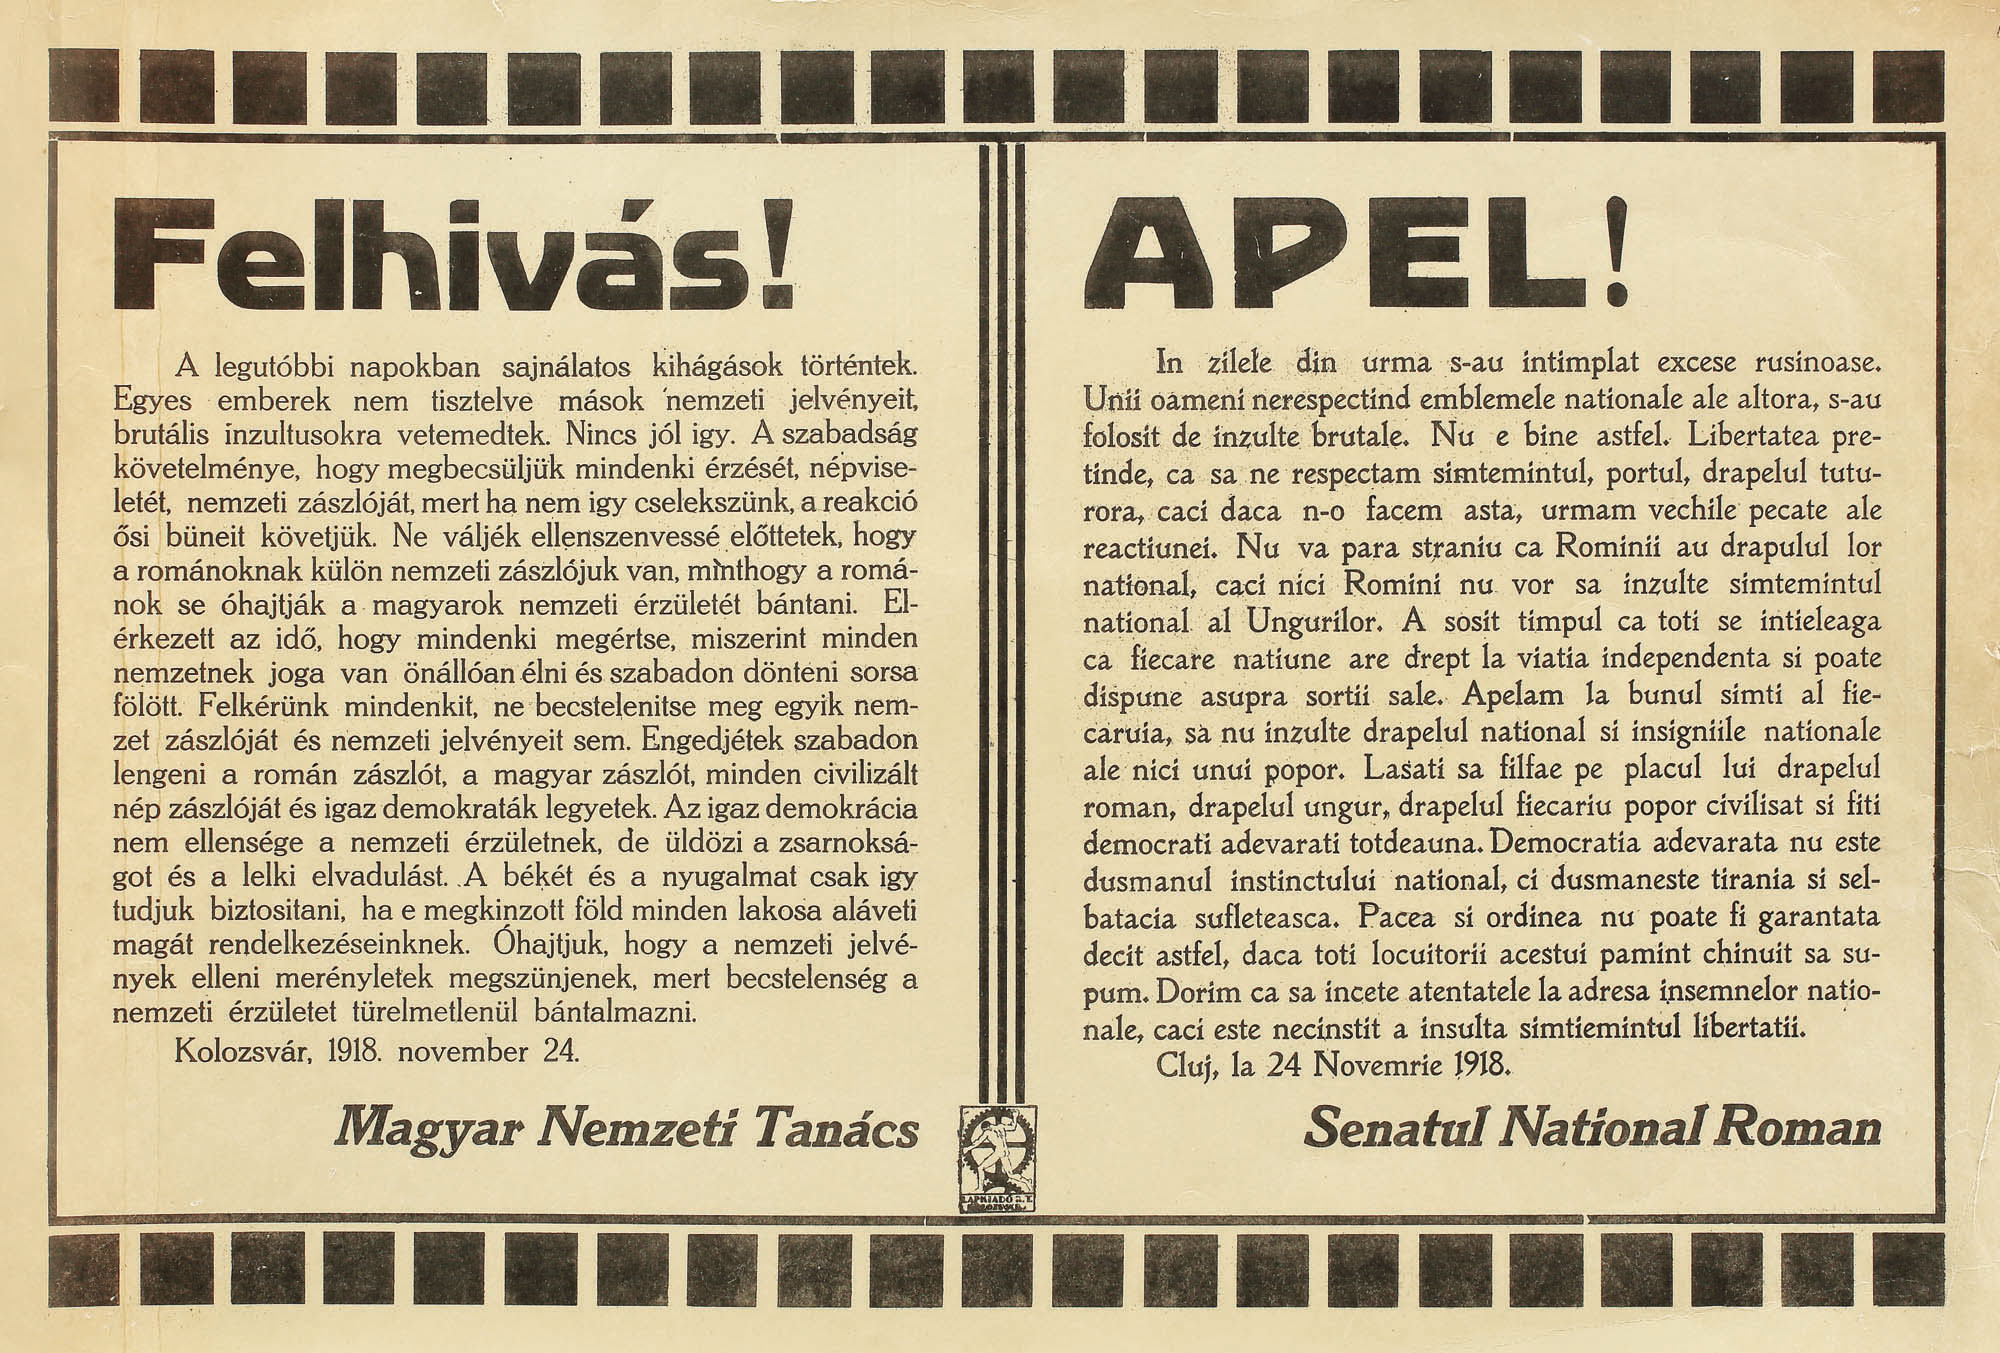 Felhivás!
A legutóbbi napokban sajnálatos kihágások történtek.
Egyes emberek nem tisztelve mások nemzeti jelvényeit,
brutális inzultusokra vetemedtek. Nincs jól igy. A szabadság
követelménye, hogy megbecsüljük mindenki érzését, népvise-
letét, nemzeti zászlóját, mert ha nem igy cselekszünk, a reakció
ősi büneit követjük. Ne váljék ellenszenvessé előttetek, hogy
a románoknak külön nemzeti zászlójuk van, minthogy a romá-
nok se óhajtják a magyarok nemzeti érzületét bántani. El-
érkezett az idő, hogy mindenki megértse, miszerint minden
nemzetnek joga van önállóan élni és szabadon dönteni sorsa
fölött. Felkérünk mindenkit, ne becstelenitse meg egyik nem-
zet zászlóját és nemzeti jelvényeit sem. Engedjétek szabadon
lengeni a román zászlót, a magyar zászlót, minden civilizált
nép zászlóját és igaz demokraták legyetek. Az igaz demokrácia
nem ellensége a nemzeti érzületnek, de üldözi a zsarnoksá-
got és a lelki elvadulást. A békét és a nyugalmat csak igy
tudjuk biztositani, ha e megkinzott föld minden lakosa aláveti
magát rendelkezéseinknek. Óhajtjuk, hogy a nemzeti jelvé-
nyek elleni merényletek megszünjenek, mert becstelenség a
nemzeti érzületet türelmetlenül bántalmazni.
Kolozsvár, 1918. november 24.
Magyar Nemzeti Tanács
APEL!
In zilele din urma s-au intimplat excese rusinoase.
Unii oameni nerespectind emblemele nationale ale altora, s-au
folosit de inzulte brutale. Nu e bine astfel. Libertatea pre-
tinde, ca sa ne respectam simtemintul, portul, drapelul tutu-
rora, caci daca n-o facem asta, urmam vechile pecate ale
reactiunei. Nu va para straniu ca Rominii au drapulul lor
national, caci nici Romini nu vor sa inzulte simtemintul
national al Ungurilor. A sosit timpul ca toti se intieleaga
ca fiecare natiune are drept la viatia independenta si poate
dispune asupra sortii sale. Apelam la bunul simti al fie-
caruia, sa nu inzulte drapelul national si insigniile nationale
ale nici unui popor. Lasati sa filfae pe placul lui drapelul
roman, drapelul ungur, drapelul fiecariu popor civilisat si fiti
democrati adevarati totdeauna. Democratia adevarata nu este
dusmanul instinctului national, ci dusmaneste tirania si sel-
batacia sufleteasca. Pacea si ordinea nu poate fi garantata
decit astfel, daca toti locuitorii acestui pamint chinuit sa su-
pum. Dorim ca sa incete atentatele la adresa insemnelor natio-
nale, caci este necinstit a insulta simtiemintul libertatii.
Cluj, la 24 Novemrie 1918.
Senatul National Roman
LAPKIADÓ R.T.